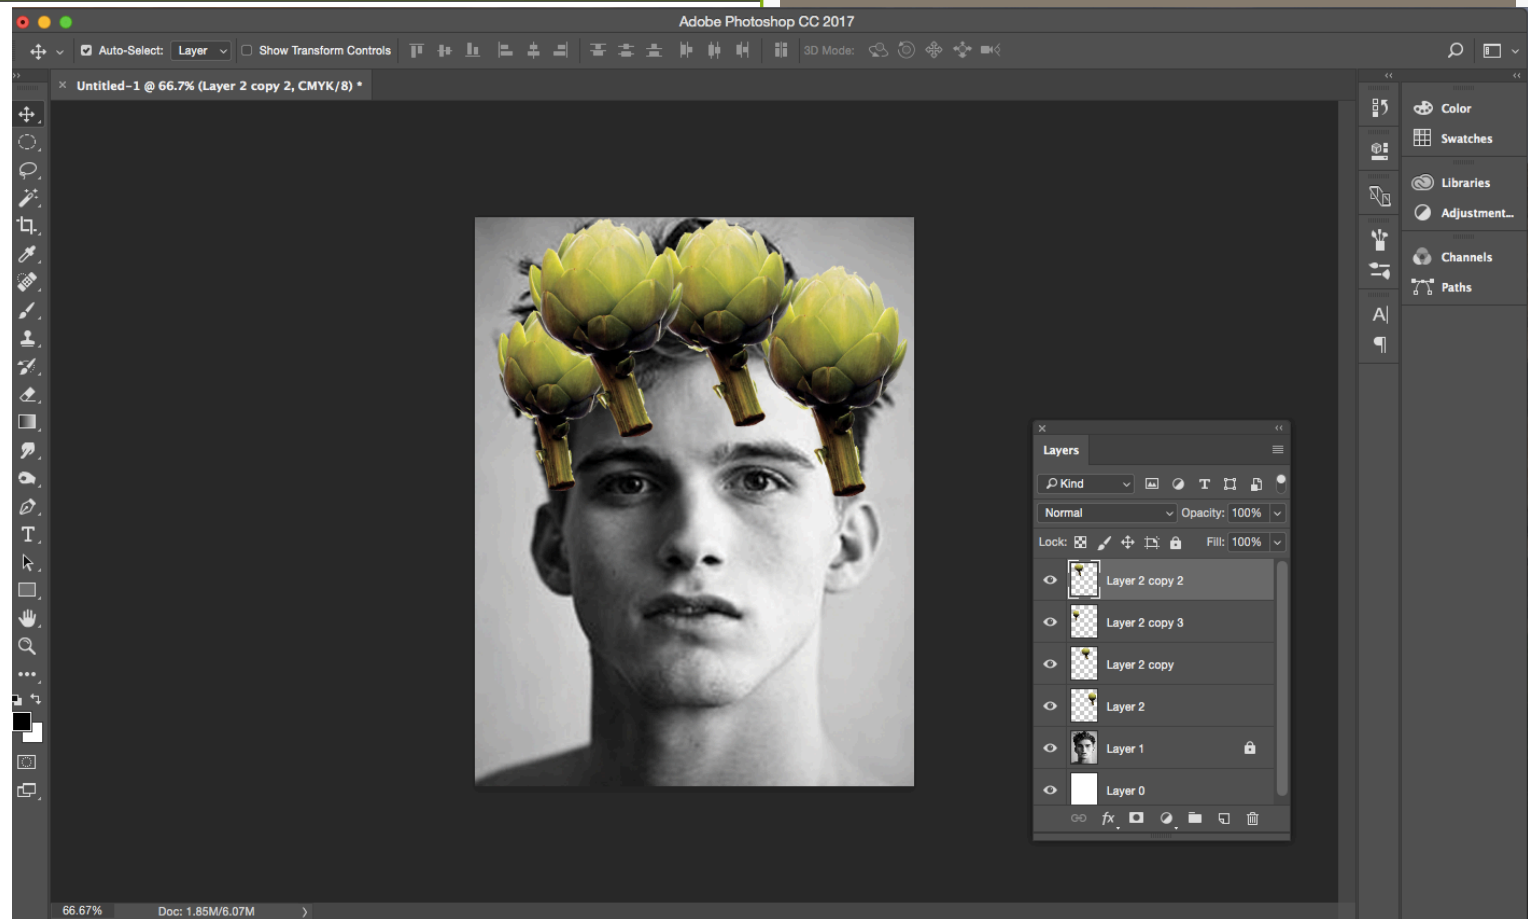 Adobe Photoshop CC 2017
Auto-Select: Layer Show Transform Controls 3D Mode:
× Untitled-1 @ 66.7% (Layer 2 copy 2, CMYK/8) *
Color
Swatches
Libraries
Adjustment...
Channels
Paths
Layers
Kind
Normal Opacity: 100%
Lock: Fill: 100%
Layer 2 copy 2
Layer 2 copy 3
Layer 2 copy
Layer 2
Layer 1
Layer 0
66.67% Doc: 1.85M/6.07M